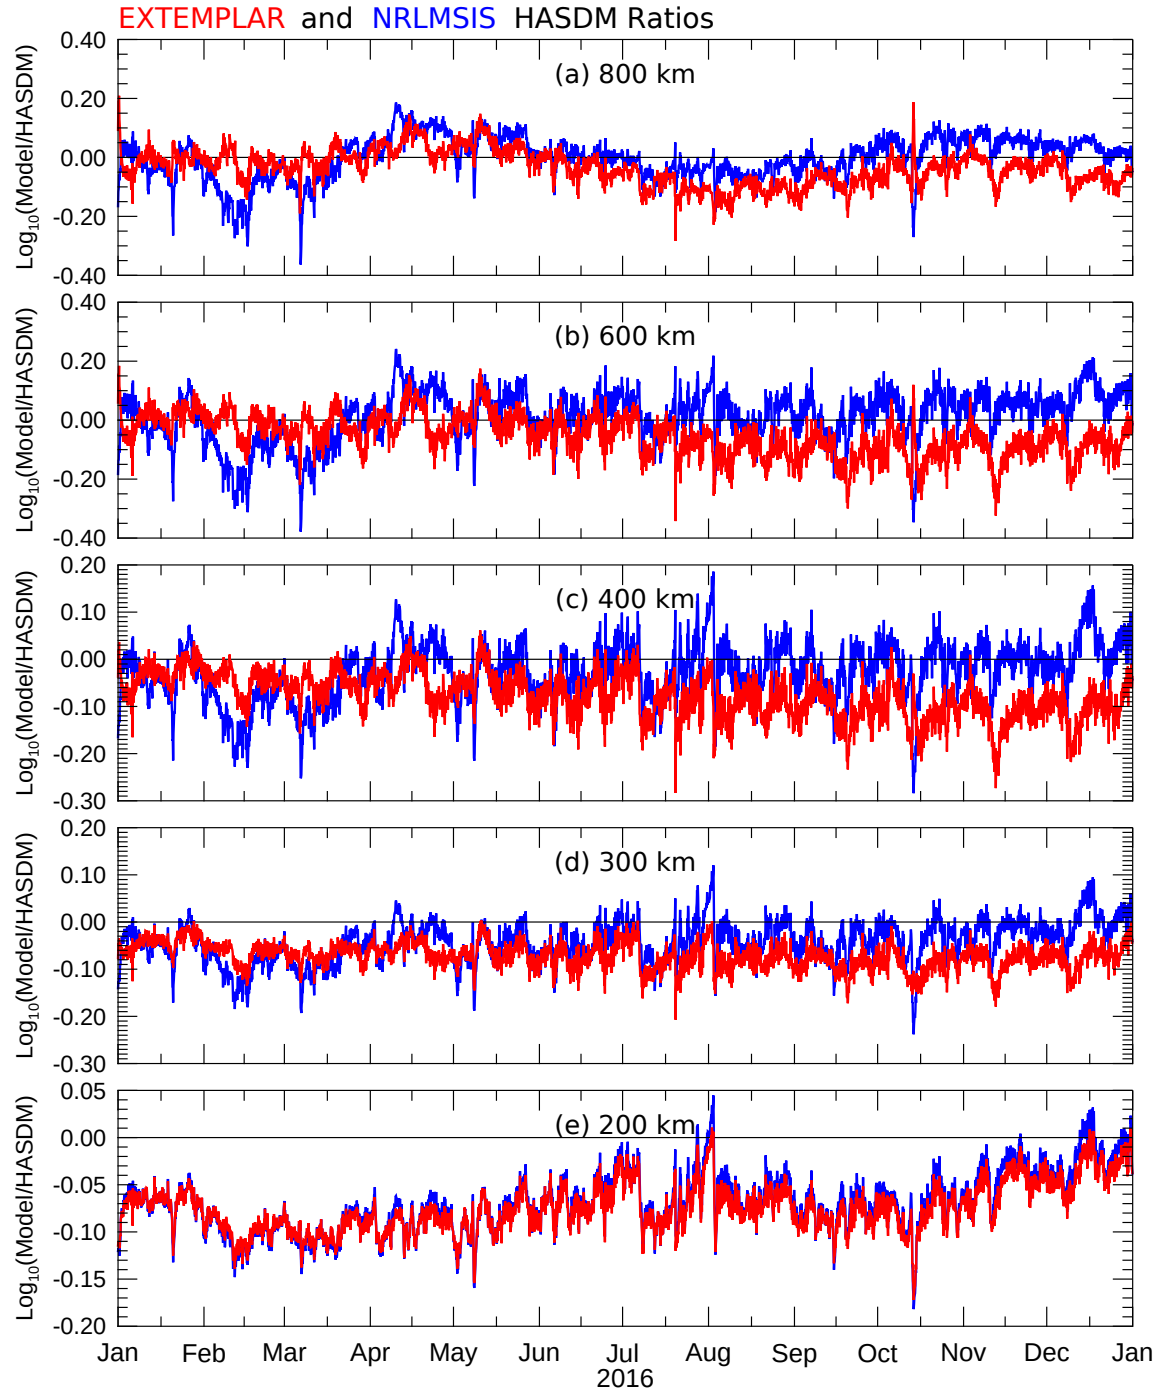 EXTEMPLAR and NRLMSIS HASDM Ratios
(a) 800 km
Log₁₀(Model/HASDM)
0.40
0.20
0.00
-0.20
-0.40
(b) 600 km
Log₁₀(Model/HASDM)
0.40
0.20
0.00
-0.20
-0.40
(c) 400 km
Log₁₀(Model/HASDM)
0.20
0.10
0.00
-0.10
-0.20
-0.30
(d) 300 km
Log₁₀(Model/HASDM)
0.20
0.10
0.00
-0.10
-0.20
-0.30
(e) 200 km
Log₁₀(Model/HASDM)
0.05
0.00
-0.05
-0.10
-0.15
-0.20
Jan Feb Mar Apr May Jun Jul Aug Sep Oct Nov Dec Jan
2016